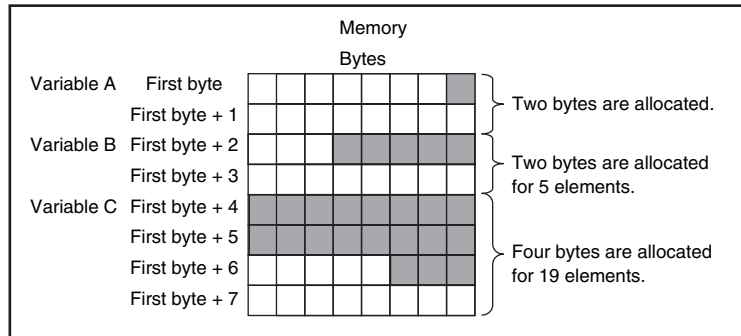 Memory
Bytes
Variable A First byte
First byte + 1
Two bytes are allocated.
Variable B First byte + 2
First byte + 3
Two bytes are allocated
for 5 elements.
Variable C First byte + 4
First byte + 5
First byte + 6
First byte + 7
Four bytes are allocated
for 19 elements.